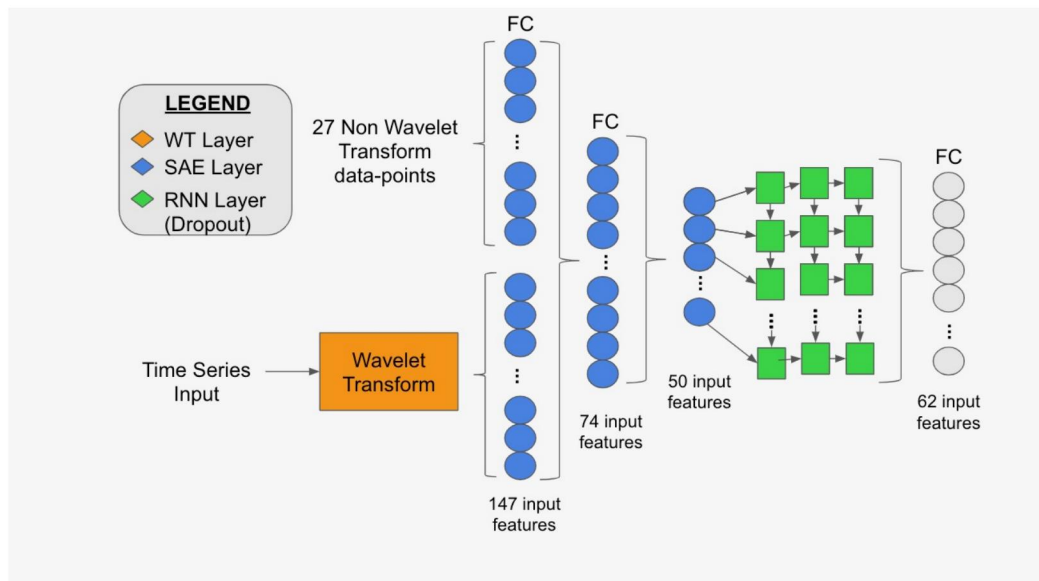 LEGEND
WT Layer
SAE Layer
RNN Layer
(Dropout)
27 Non Wavelet
Transform
data-points
Time Series
Input
Wavelet
Transform
FC
...
...
147 input
features
FC
...
74 input
features
...
50 input
features
...
...
...
FC
...
62 input
features